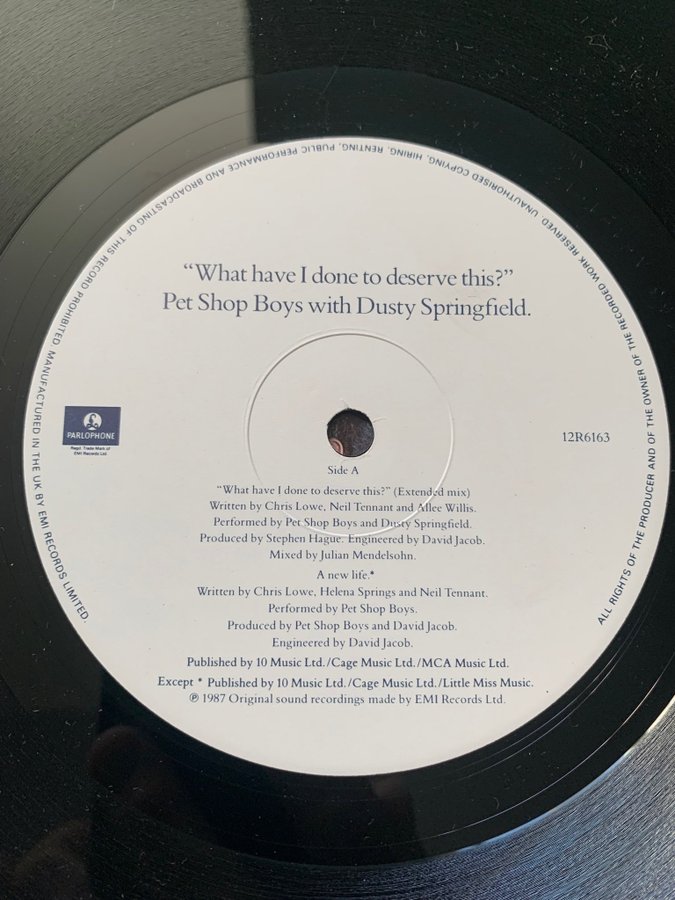 “What have I done to deserve this?”
Pet Shop Boys with Dusty Springfield.
PARLOPHONE
Regd. Trade Mark of
EMI Records Ltd
12R6163
Side A
“What have I done to deserve this?” (Extended mix)
Written by Chris Lowe, Neil Tennant and Allee Willis.
Performed by Pet Shop Boys and Dusty Springfield.
Produced by Stephen Hague. Engineered by David Jacob.
Mixed by Julian Mendelsohn.
A new life.*
Written by Chris Lowe, Helena Springs and Neil Tennant.
Performed by Pet Shop Boys.
Produced by Pet Shop Boys and David Jacob.
Engineered by David Jacob.
Published by 10 Music Ltd./Cage Music Ltd./MCA Music Ltd.
Except * Published by 10 Music Ltd./Cage Music Ltd./Little Miss Music.
℗ 1987 Original sound recordings made by EMI Records Ltd.
ALL RIGHTS OF THE PRODUCER AND OF THE OWNER OF THE RECORDED WORK RESERVED. UNAUTHORISED COPYING, HIRING, RENTING, PUBLIC PERFORMANCE AND BROADCASTING OF THIS RECORD PROHIBITED. MANUFACTURED IN THE UK BY EMI RECORDS LIMITED.